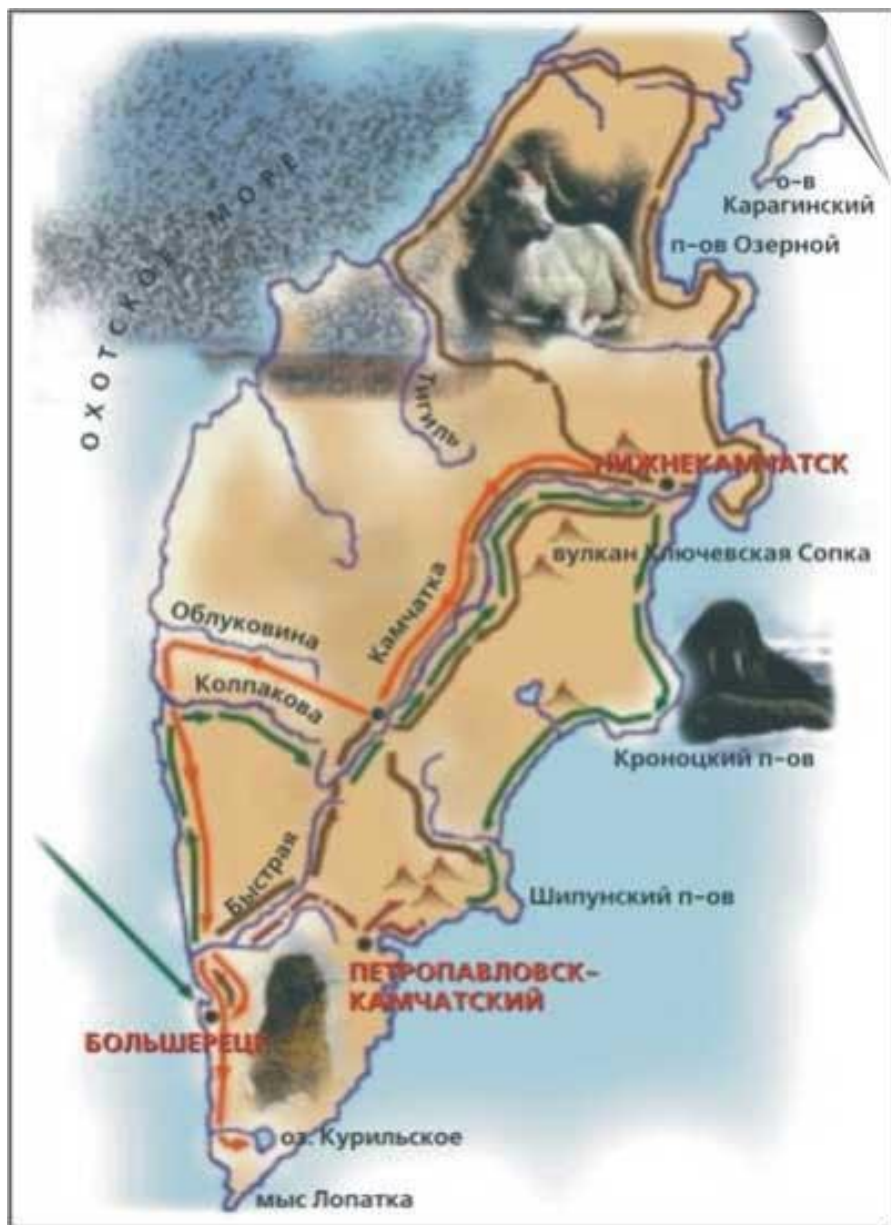 ОХОТСКОЕ МОРЕ
о-в
Карагинский
п-ов Озерной
Тигиль
НИЖНЕКАМЧАТСК
вулкан Ключевская Сопка
Камчатка
Облуковина
Колпакова
Кроноцкий п-ов
Быстрая
Шипунский п-ов
ПЕТРОПАВЛОВСК-
КАМЧАТСКИЙ
БОЛЬШЕРЕЦК
оз. Курильское
мыс Лопатка